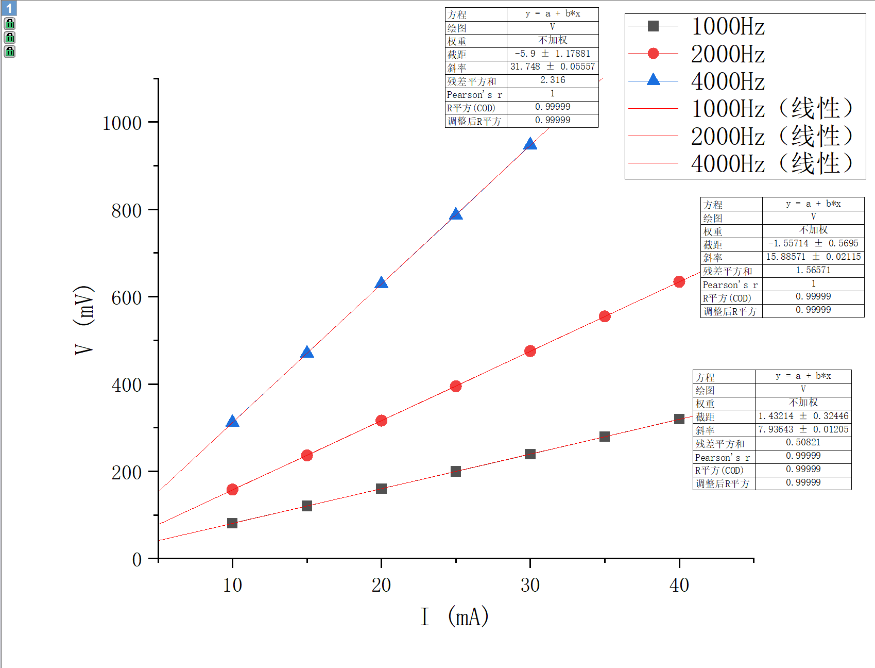 1
方程 y = a + b*x
绘图 V
权重 不加权
截距 -5.9 ± 1.17881
斜率 31.748 ± 0.05557
残差平方和 2.316
Pearson's r 1
R平方(COD) 0.99999
调整后R平方 0.99999
1000Hz
2000Hz
4000Hz
1000Hz（线性）
2000Hz（线性）
4000Hz（线性）
方程 y = a + b*x
绘图 V
权重 不加权
截距 -1.55714 ± 0.5695
斜率 15.88571 ± 0.02115
残差平方和 1.56571
Pearson's r 1
R平方(COD) 0.99999
调整后R平方 0.99999
方程 y = a + b*x
绘图 V
权重 不加权
截距 1.43214 ± 0.32446
斜率 7.93643 ± 0.01205
残差平方和 0.50821
Pearson's r 0.99999
R平方(COD) 0.99999
调整后R平方 0.99999
1000
800
600
400
200
0
V (mV)
10 20 30 40
I (mA)